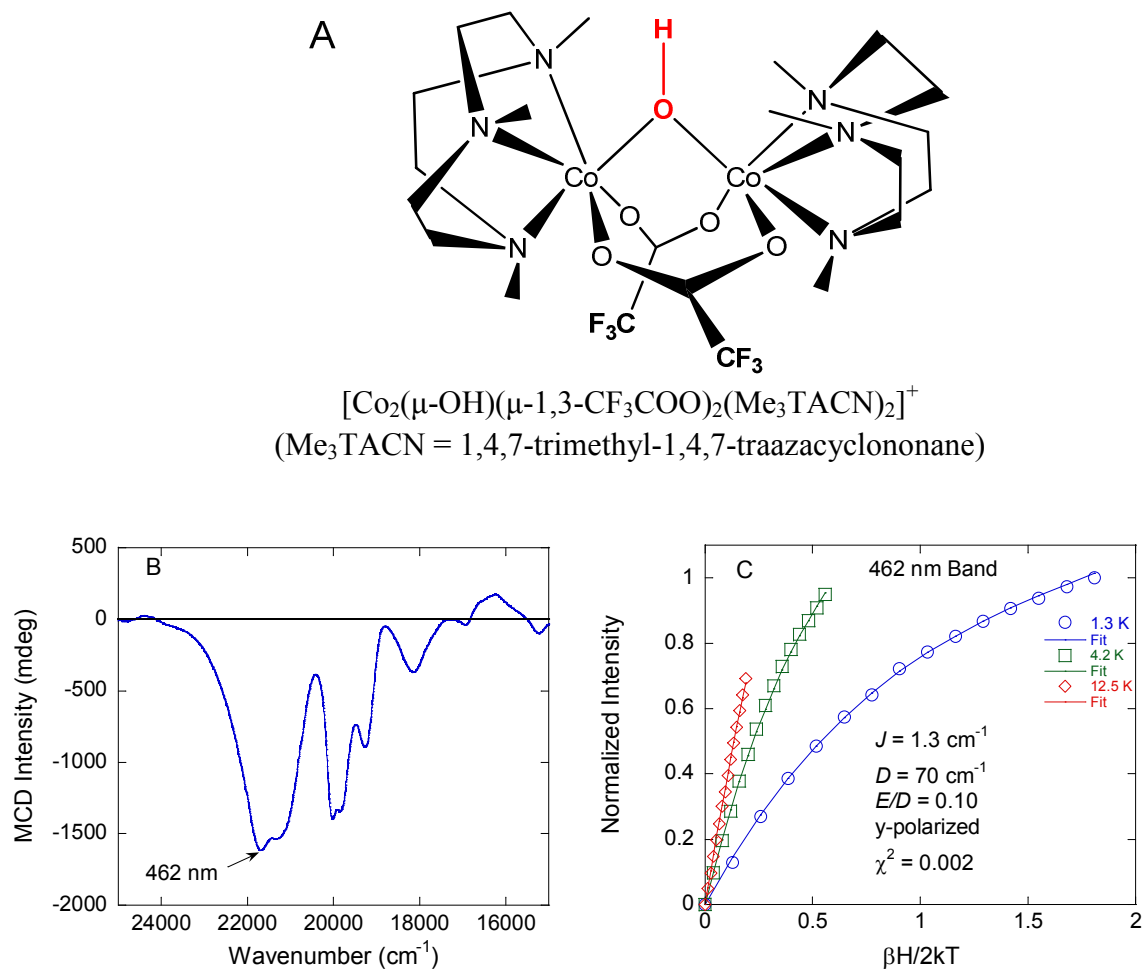 A
H
O
N
N
N
N
N
N
Co
Co
O
O
O
O
F3C
CF3
[Co2(μ-OH)(μ-1,3-CF3COO)2(Me3TACN)2]+
(Me3TACN = 1,4,7-trimethyl-1,4,7-traazacyclononane)
B
500
0
-500
-1000
-1500
-2000
MCD Intensity (mdeg)
462 nm
24000 22000 20000 18000 16000
Wavenumber (cm-1)
C
462 nm Band
1
0.8
0.6
0.4
0.2
0
Normalized Intensity
1.3 K
Fit
4.2 K
Fit
12.5 K
Fit
J = 1.3 cm-1
D = 70 cm-1
E/D = 0.10
y-polarized
χ2 = 0.002
0 0.5 1 1.5 2
βH/2kT